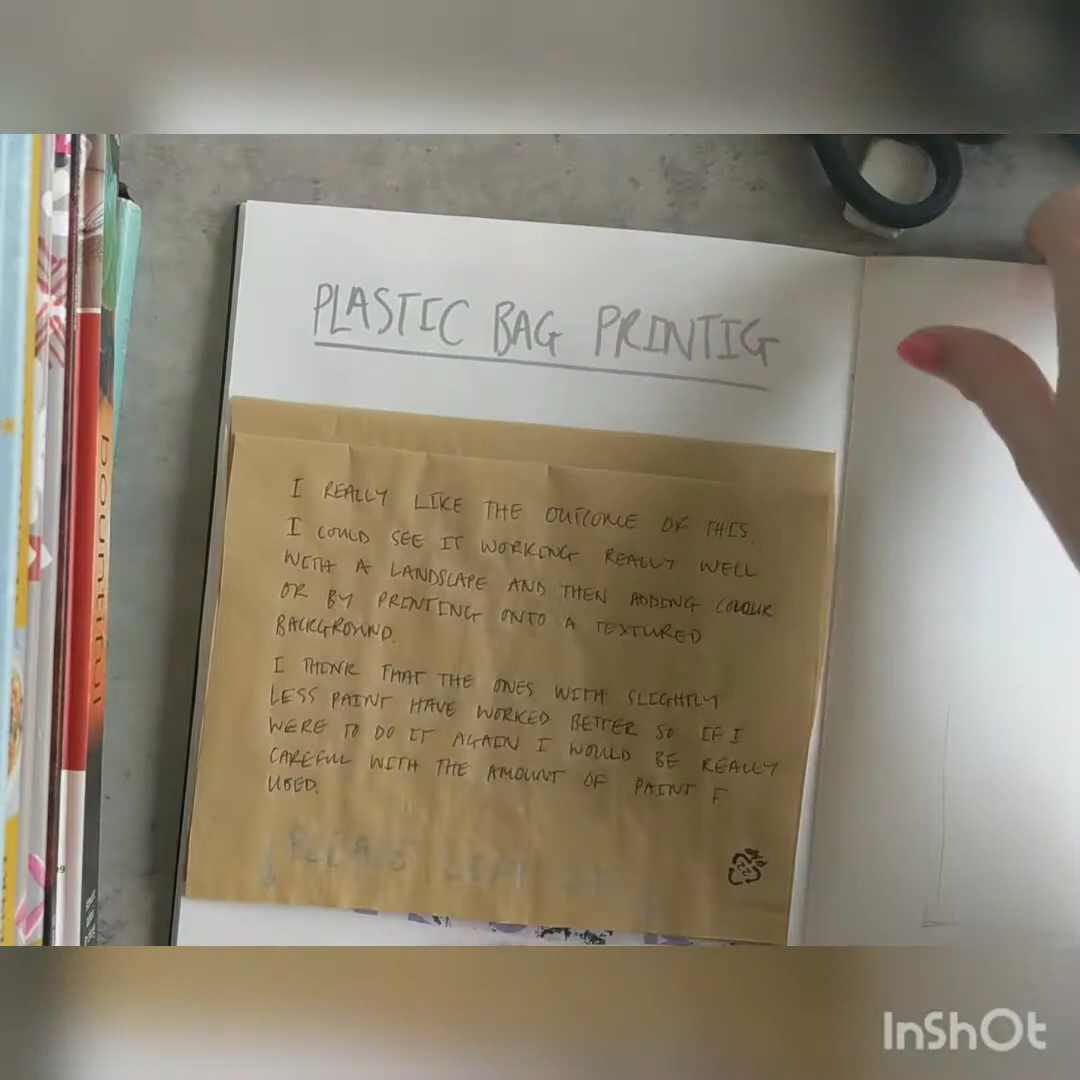 PLASTIC BAG PRINTIG
I REALLY LIKE THE OUTCOME OF THIS.
I COULD SEE IT WORKING REALLY WELL
WITH A LANDSCAPE AND THEN ADDING COLOUR
OR BY PRINTING ONTO A TEXTURED
BACKGROUND.
I THINK THAT THE ONES WITH SLIGHTLY
LESS PAINT HAVE WORKED BETTER SO IF I
WERE TO DO IT AGAIN I WOULD BE REALLY
CAREFUL WITH THE AMOUNT OF PAINT I
USED.
bountiful
InShOt